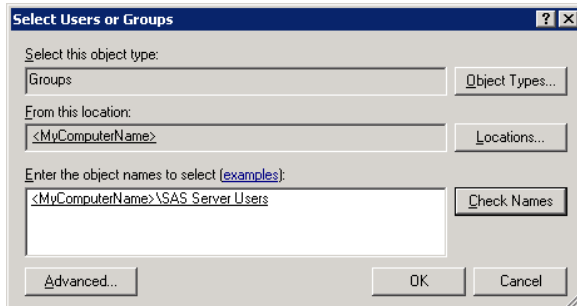 Select Users or Groups
Select this object type:
Groups
Object Types...
From this location:
<MyComputerName>
Locations...
Enter the object names to select (examples):
<MyComputerName>\SAS Server Users
Check Names
Advanced...
OK
Cancel